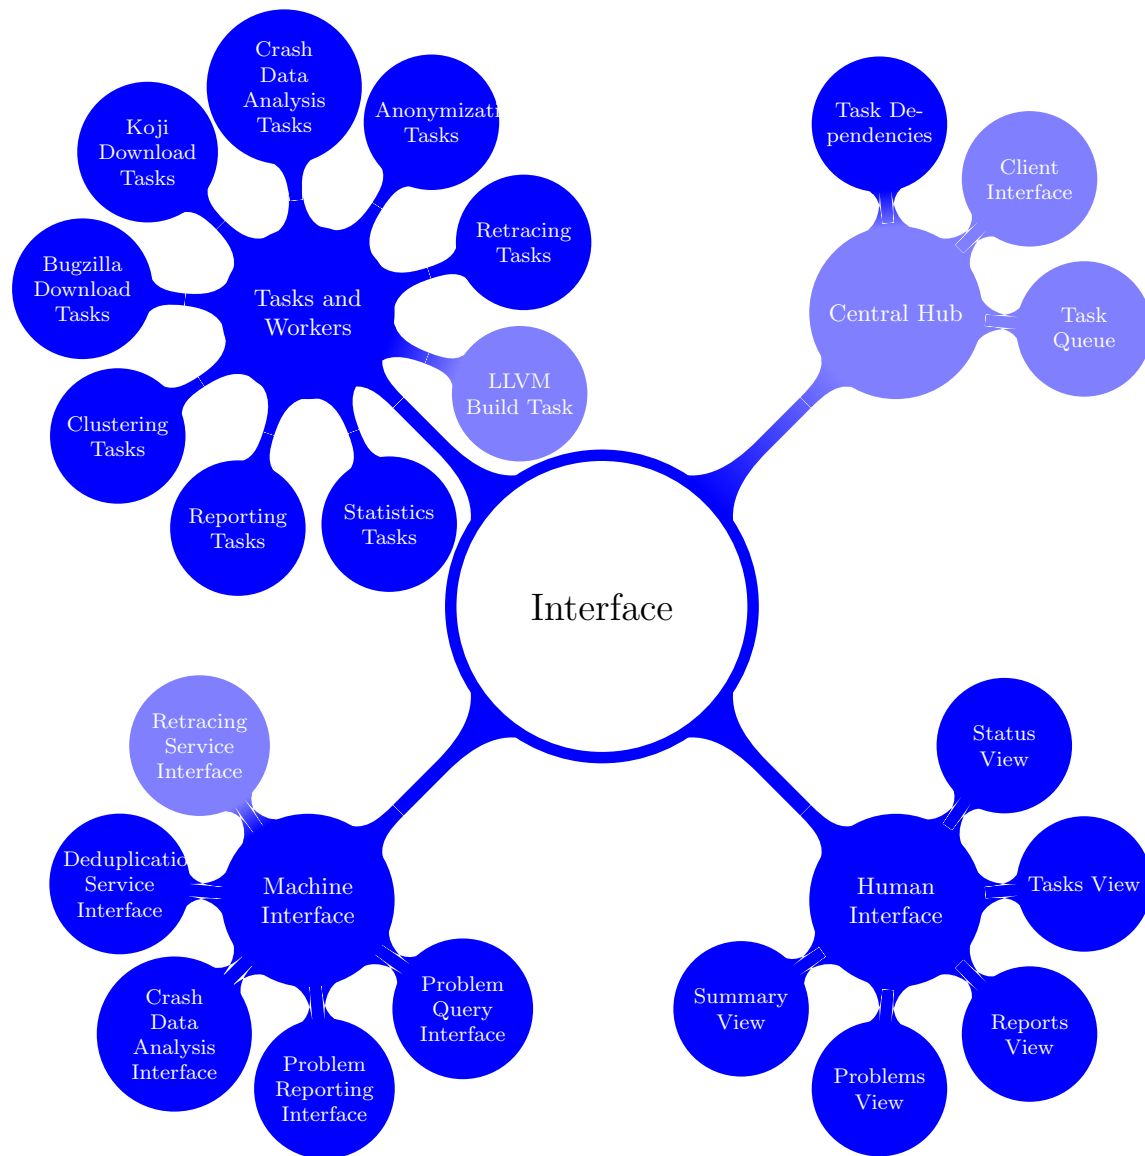 Crash
Data
Analysis
Tasks
Anonymizati
Tasks
Koji
Download
Tasks
Retracing
Tasks
Bugzilla
Download
Tasks
Tasks and
Workers
LLVM
Build Task
Clustering
Tasks
Reporting
Tasks
Statistics
Tasks
Task De-
pendencies
Client
Interface
Central Hub
Task
Queue
Interface
Retracing
Service
Interface
Deduplicatio
Service
Interface
Machine
Interface
Crash
Data
Analysis
Interface
Problem
Reporting
Interface
Problem
Query
Interface
Status
View
Human
Interface
Tasks View
Summary
View
Problems
View
Reports
View